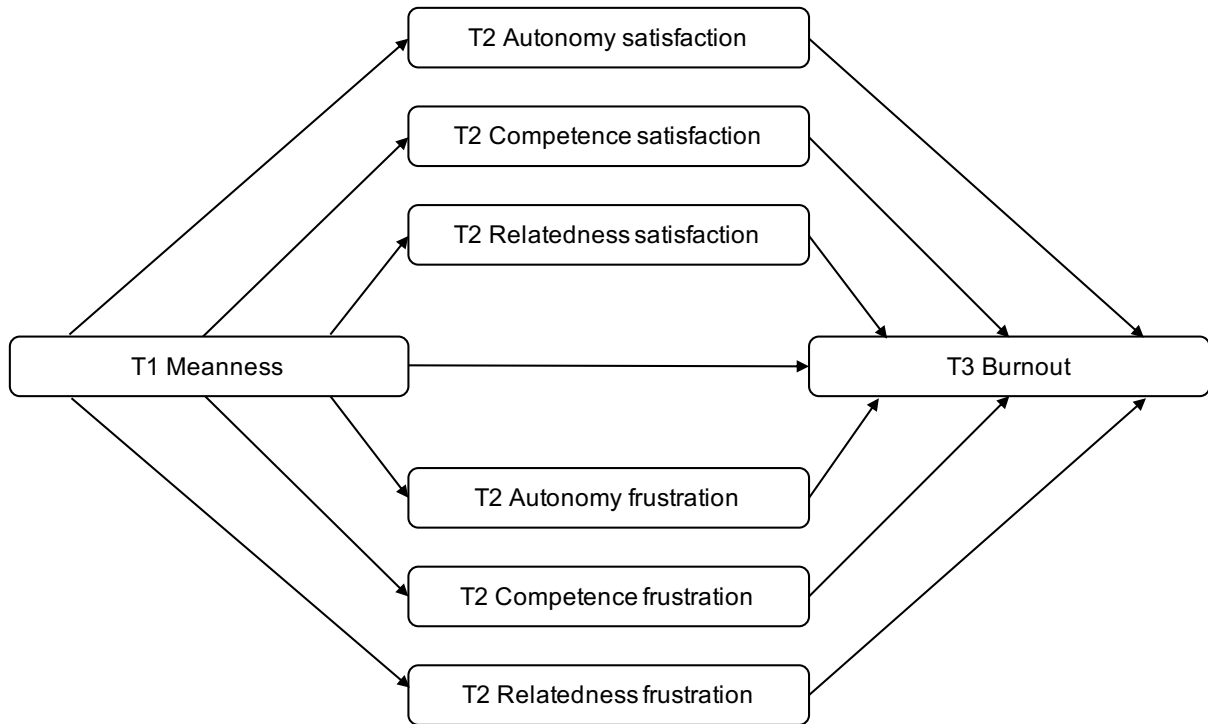 T2 Autonomy satisfaction
T2 Competence satisfaction
T2 Relatedness satisfaction
T1 Meanness
T3 Burnout
T2 Autonomy frustration
T2 Competence frustration
T2 Relatedness frustration